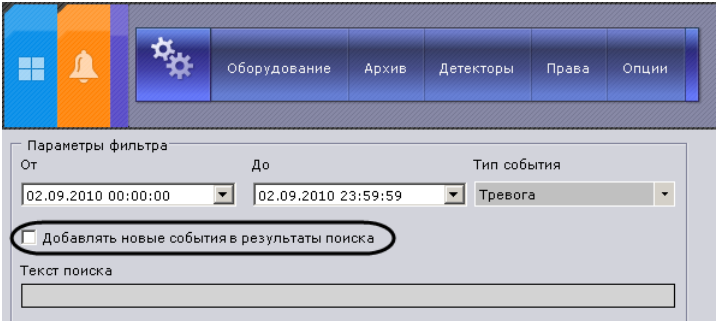 Оборудование Архив Детекторы Права Опции
Параметры фильтра
От До Тип события
02.09.2010 00:00:00 02.09.2010 23:59:59 Тревога
Добавлять новые события в результаты поиска
Текст поиска